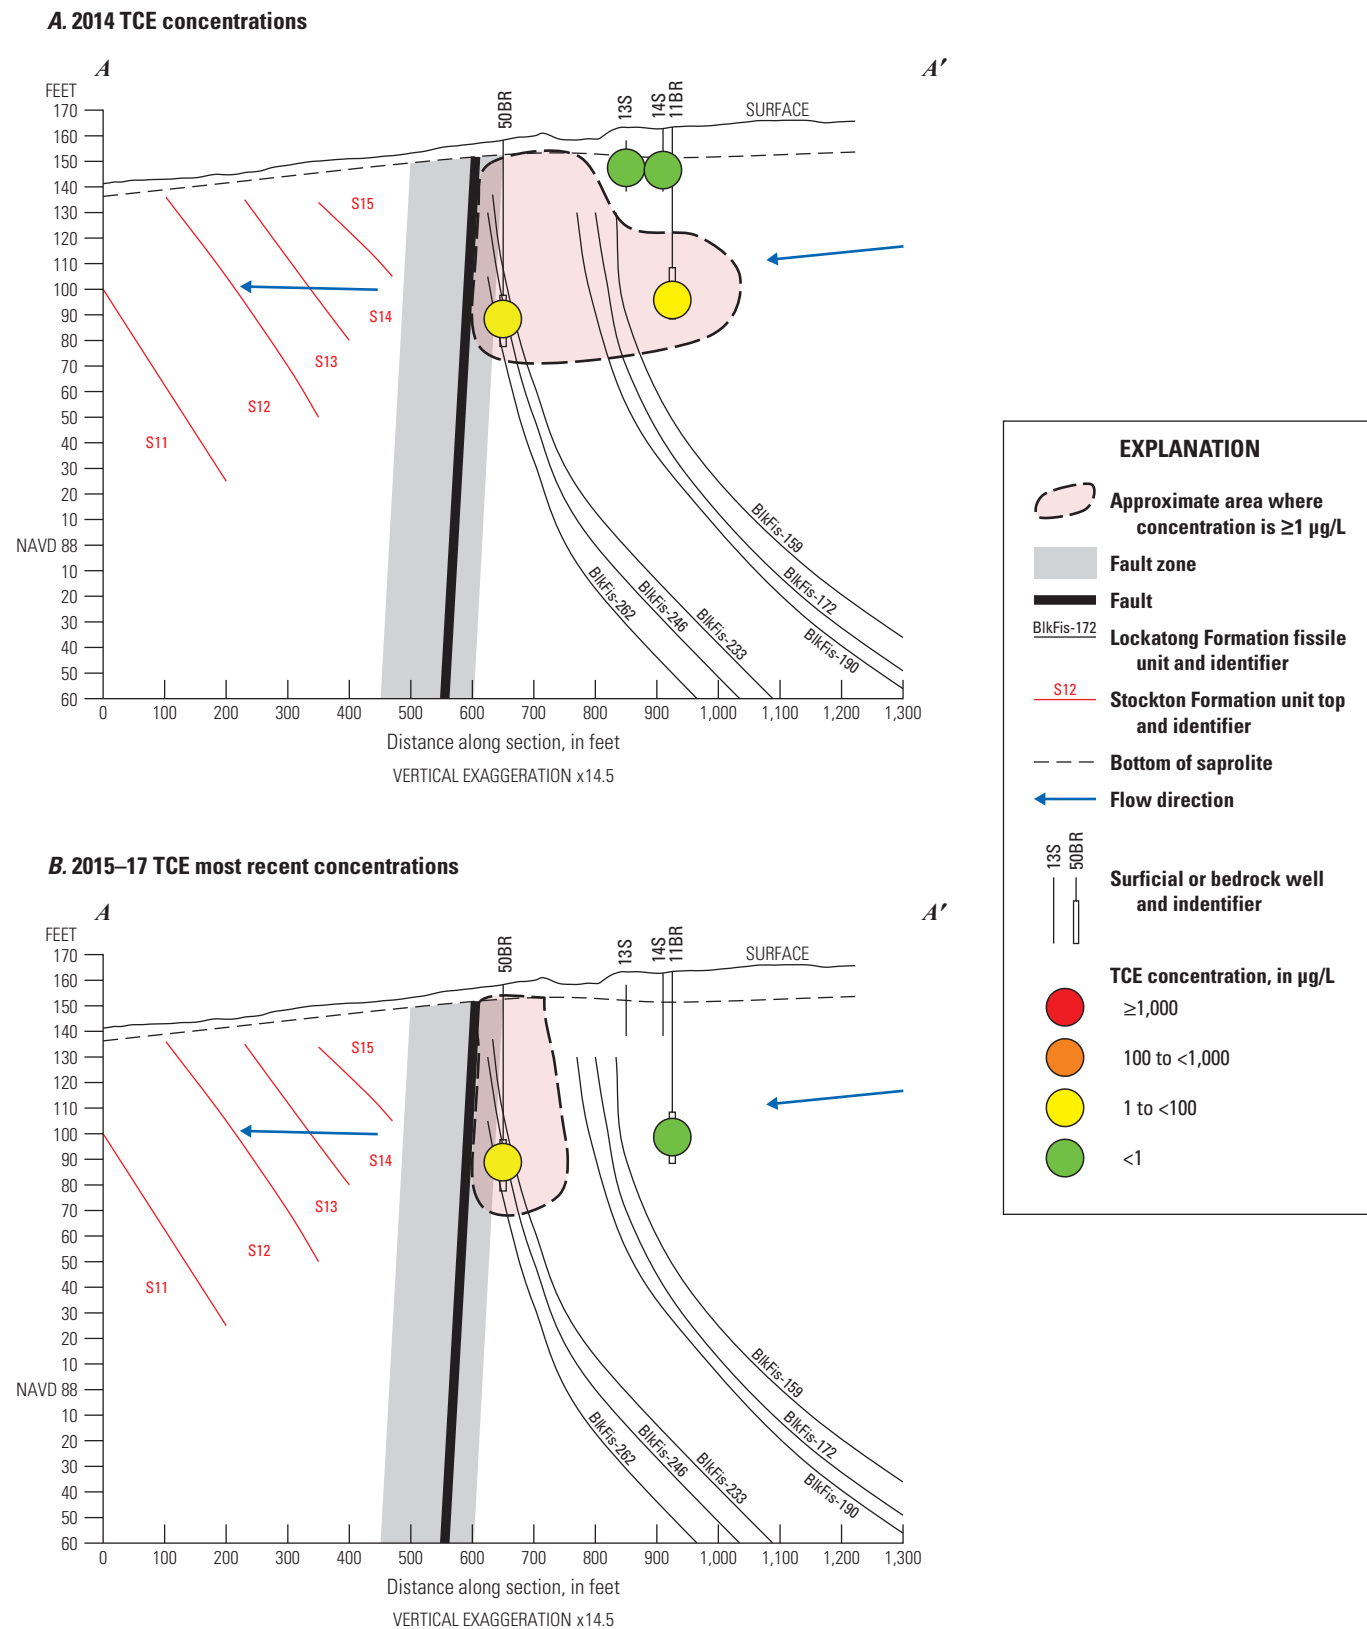 A. 2014 TCE concentrations
A
A′
FEET
50BR
13S
14S
11BR
SURFACE
170
160
150
140
130
120
110
100
90
80
70
60
50
40
30
20
10
NAVD 88
10
20
30
40
50
60
S15
S14
S13
S12
S11
BlkFis-159
BlkFis-172
BlkFis-190
BlkFis-233
BlkFis-246
BlkFis-262
0 100 200 300 400 500 600 700 800 900 1,000 1,100 1,200 1,300
Distance along section, in feet
VERTICAL EXAGGERATION x14.5
B. 2015–17 TCE most recent concentrations
A
A′
FEET
50BR
13S
14S
11BR
SURFACE
170
160
150
140
130
120
110
100
90
80
70
60
50
40
30
20
10
NAVD 88
10
20
30
40
50
60
S15
S14
S13
S12
S11
BlkFis-159
BlkFis-172
BlkFis-190
BlkFis-233
BlkFis-246
BlkFis-262
0 100 200 300 400 500 600 700 800 900 1,000 1,100 1,200 1,300
Distance along section, in feet
VERTICAL EXAGGERATION x14.5
EXPLANATION
Approximate area where
concentration is ≥1 µg/L
Fault zone
Fault
BlkFis-172
Lockatong Formation fissile
unit and identifier
S12
Stockton Formation unit top
and identifier
Bottom of saprolite
Flow direction
13S
50BR
Surficial or bedrock well
and indentifier
TCE concentration, in µg/L
≥1,000
100 to <1,000
1 to <100
<1